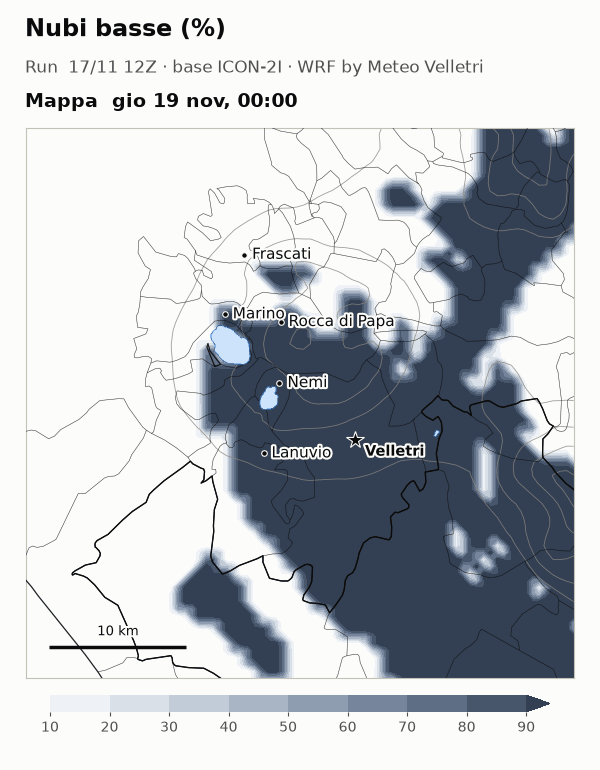 Nubi basse (%)
Run  17/11 12Z · base ICON-2I · WRF by Meteo Velletri
Mappa  gio 19 nov, 00:00
Frascati
Marino
Rocca di Papa
Nemi
Velletri
Lanuvio
10 km
10 20 30 40 50 60 70 80 90